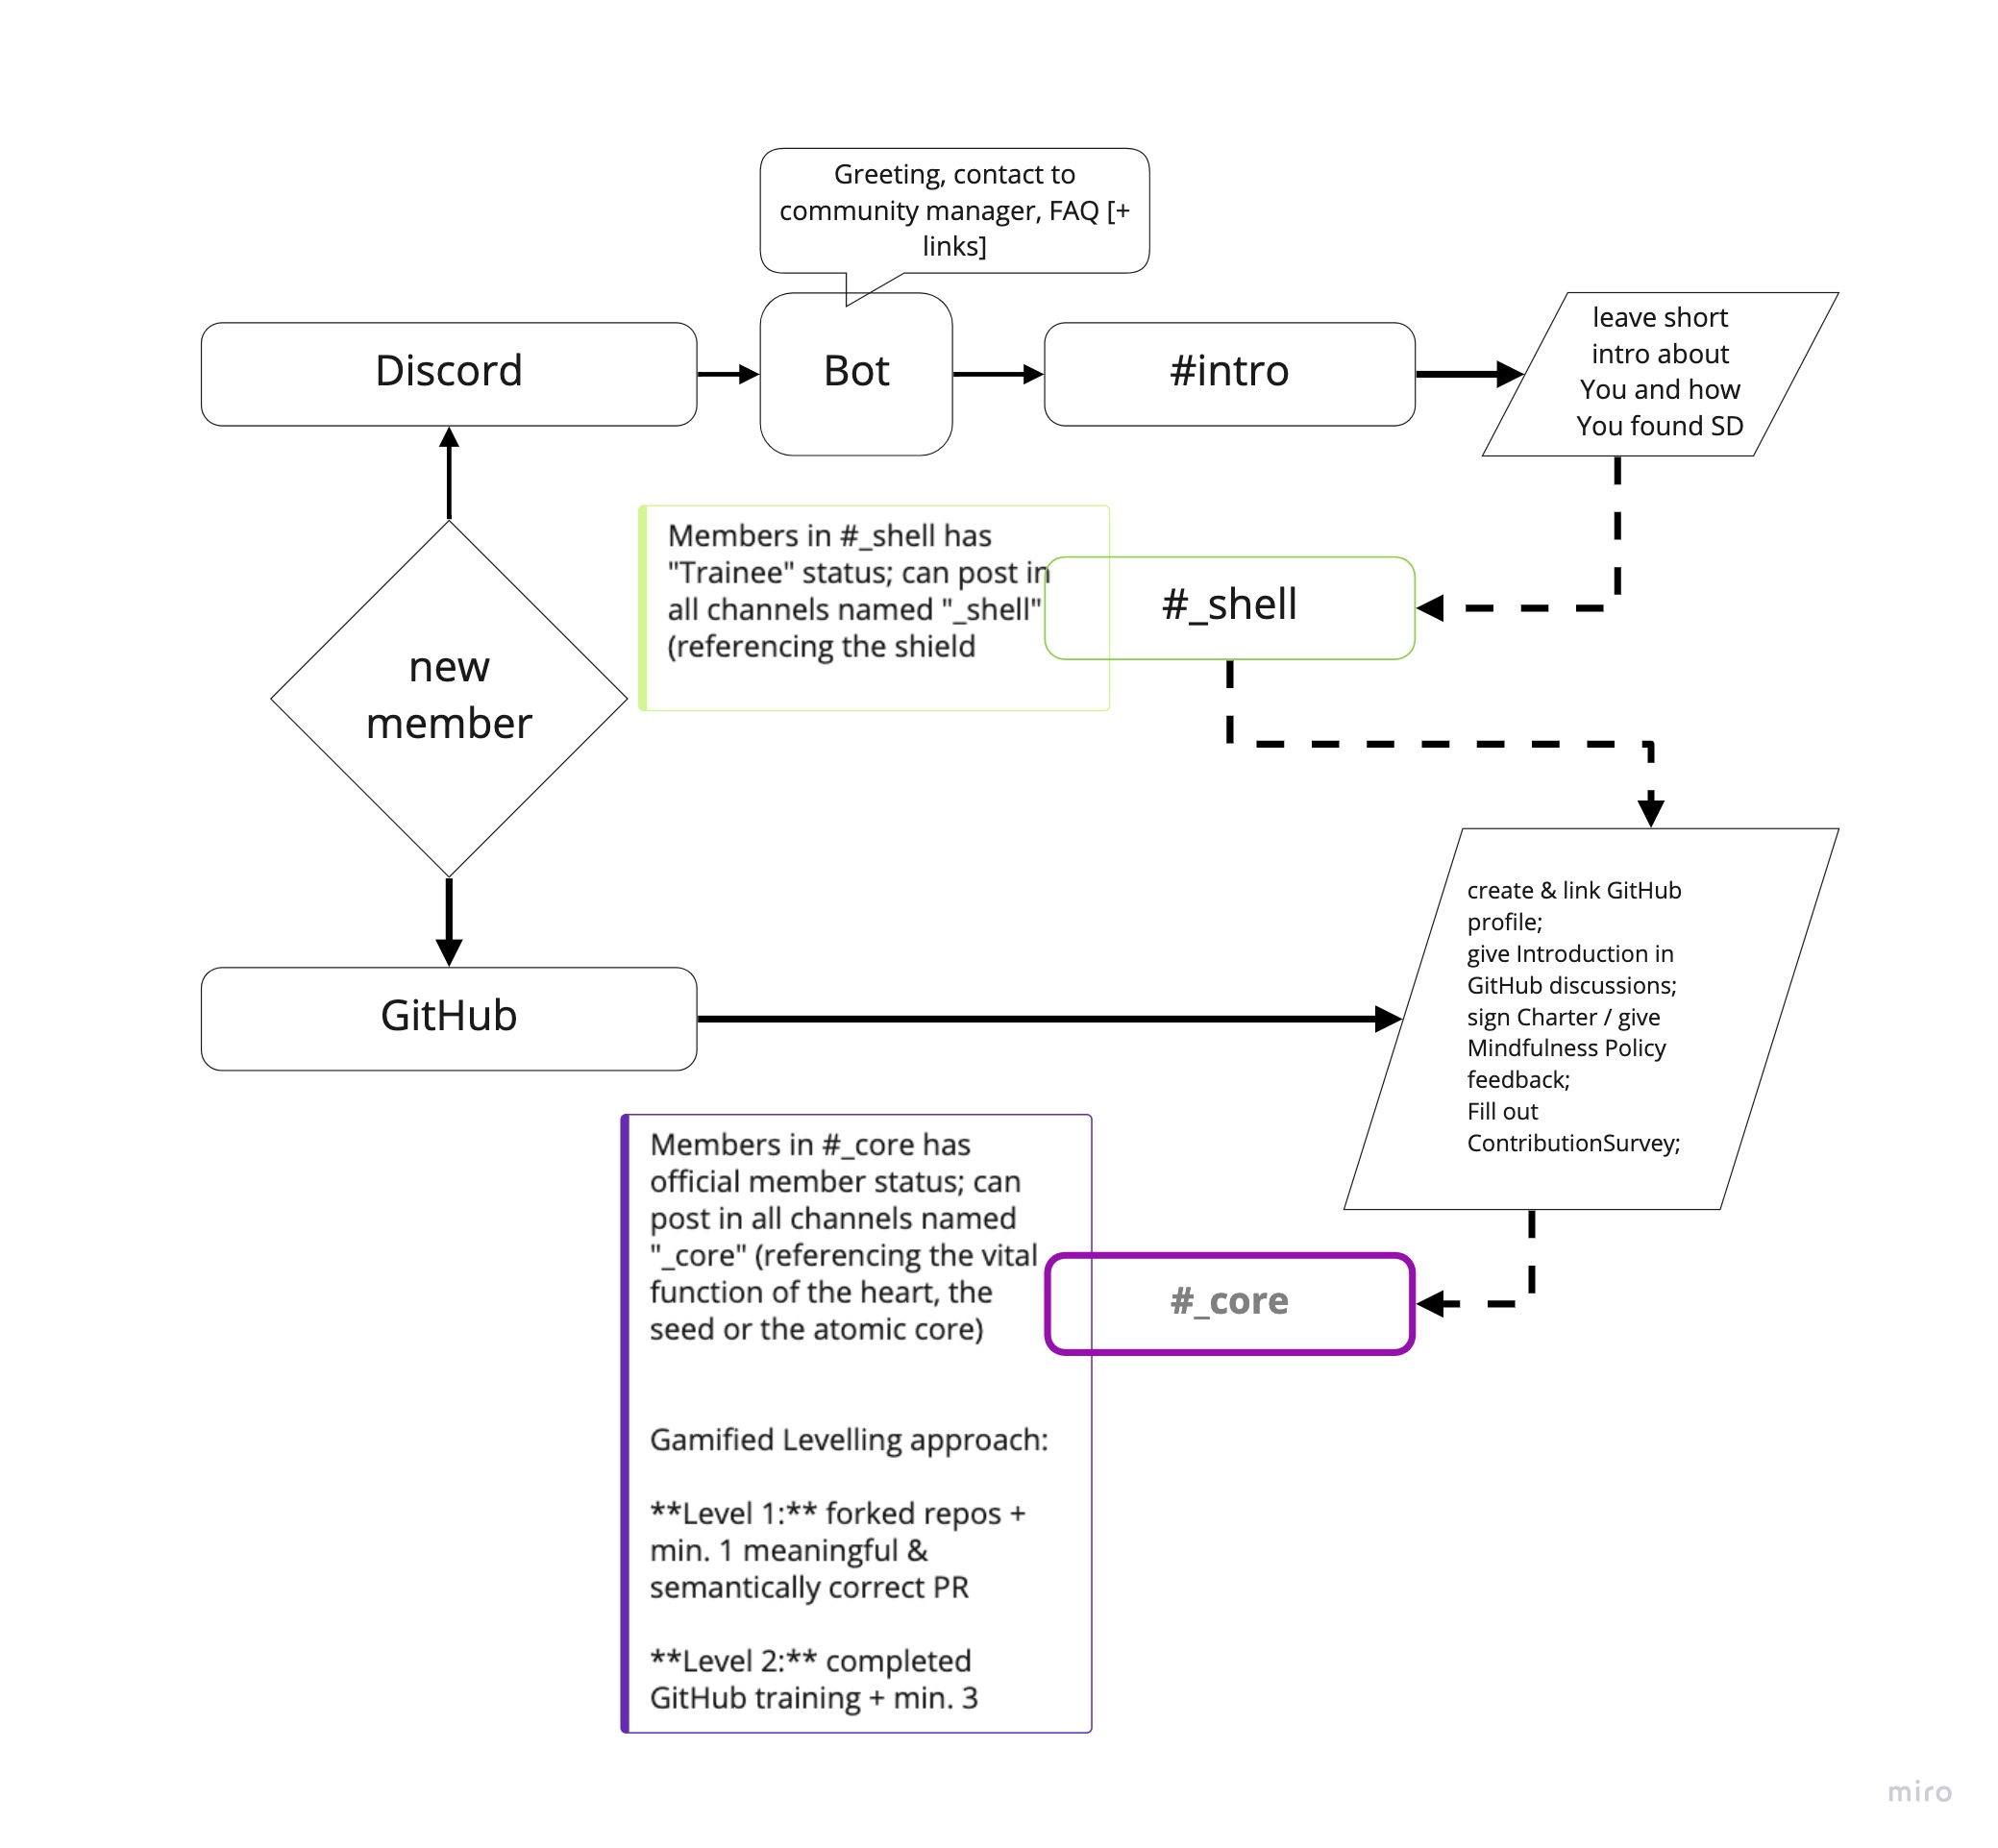 Greeting, contact to
community manager, FAQ [+
links]
Discord
Bot
#intro
leave short
intro about
You and how
You found SD
Members in #_shell has
"Trainee" status; can post in
all channels named "_shell"
(referencing the shield
#_shell
new
member
create & link GitHub
profile;
give Introduction in
GitHub discussions;
sign Charter / give
Mindfulness Policy
feedback;
Fill out
ContributionSurvey;
GitHub
Members in #_core has
official member status; can
post in all channels named
"_core" (referencing the vital
function of the heart, the
seed or the atomic core)
#_core
Gamified Levelling approach:
**Level 1:** forked repos +
min. 1 meaningful &
semantically correct PR
**Level 2:** completed
GitHub training + min. 3
miro